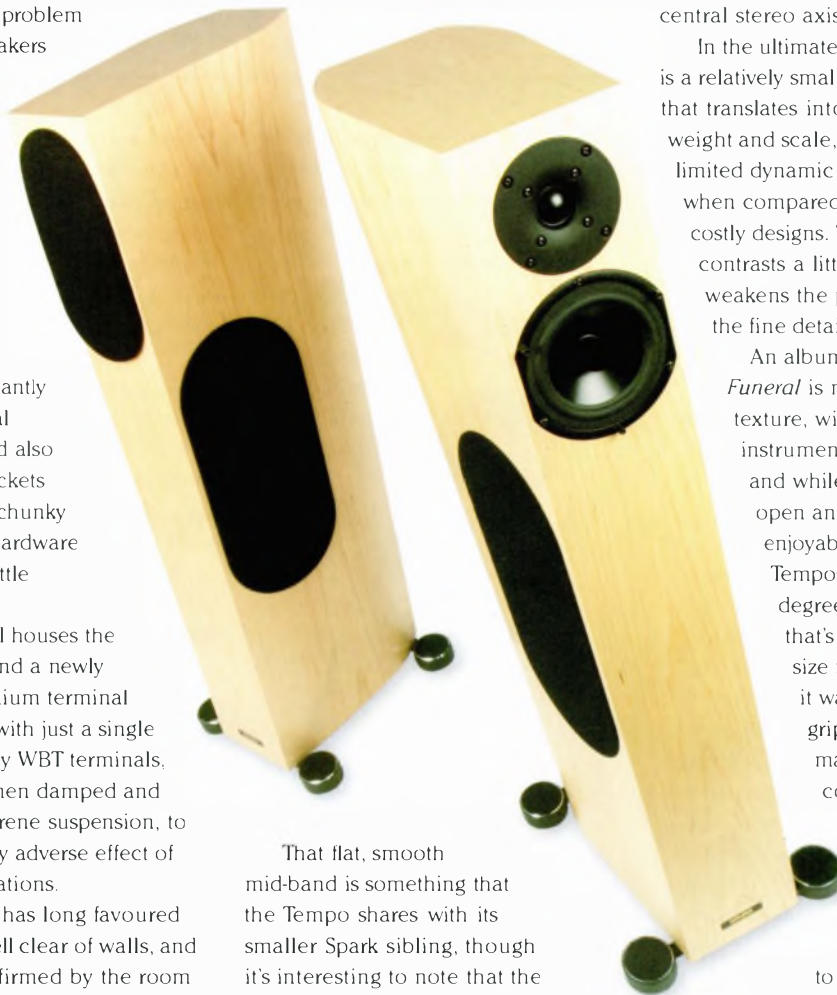 problem
akers
antly
al
d also
ckets
chunky
ardware
ttle
l houses the
nd a newly
nium terminal
with just a single
y WBT terminals,
hen damped and
rene suspension, to
y adverse effect of
ations.
has long favoured
ell clear of walls, and
firmed by the room
That flat, smooth
mid-band is something that
the Tempo shares with its
smaller Spark sibling, though
it's interesting to note that the
central stereo axis
In the ultimate
is a relatively smal
that translates into
weight and scale,
limited dynamic
when compared
costly designs.
contrasts a litt
weakens the
the fine detai
An album
Funeral is
texture, wi
instrumen
and while
open an
enjoyab
Tempo
degree
that's
size
it wa
grip
ma
co
to